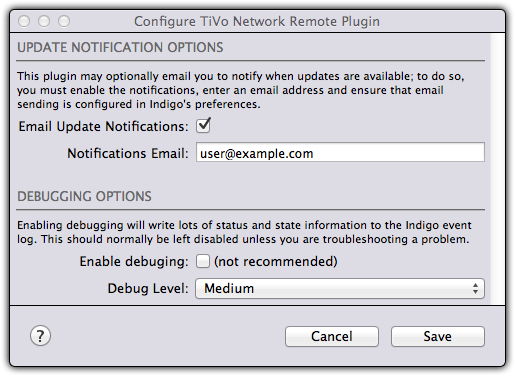 Configure TiVo Network Remote Plugin
UPDATE NOTIFICATION OPTIONS
This plugin may optionally email you to notify when updates are available; to do so,
you must enable the notifications, enter an email address and ensure that email
sending is configured in Indigo's preferences.
Email Update Notifications:
Notifications Email: user@example.com
DEBUGGING OPTIONS
Enabling debugging will write lots of status and state information to the Indigo event
log. This should normally be left disabled unless you are troubleshooting a problem.
Enable debuging: (not recommended)
Debug Level: Medium
? Cancel Save